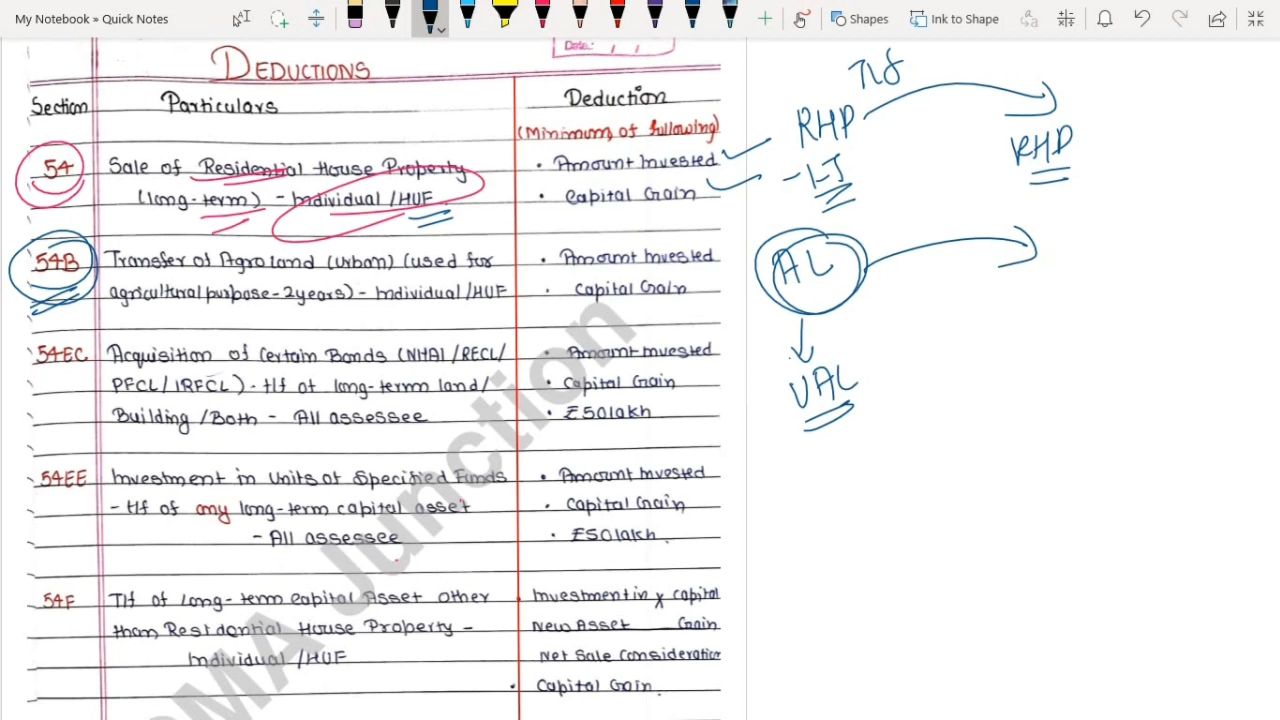 My Notebook » Quick Notes
Shapes
Ink to Shape
Date: / /
DEDUCTIONS
Section Particulars Deduction
(Minimum of following)
54 Sale of Residential House Property • Amount Invested
(long-term) - Individual /HUF • Capital Gain
54B Transfer of Agro land (urban) (used for • Amount Invested
agricultural purpose - 2 years) - Individual /HUF • Capital Gain
54EC Acquisition of Certain Bonds (NHAI /RECL/ • Amount Invested
PFCL/ IRFCL) - t/f of long-termm land/ • Capital Gain
Building /Both - All assessee • ₹50lakh
54EE Investment in Units of Specified Funds • Amount Invested
- t/f of any long-term capital asset • Capital Gain
- All assessee • ₹50lakh.
54F T/f of Long-term Capital Asset other • Investment in x Capital
than Residential House Property - New Asset Gain
Individual /HUF Net Sale Consideration
• Capital Gain.
T/f
RHP
RHP
AL
UAL
CMA Junction